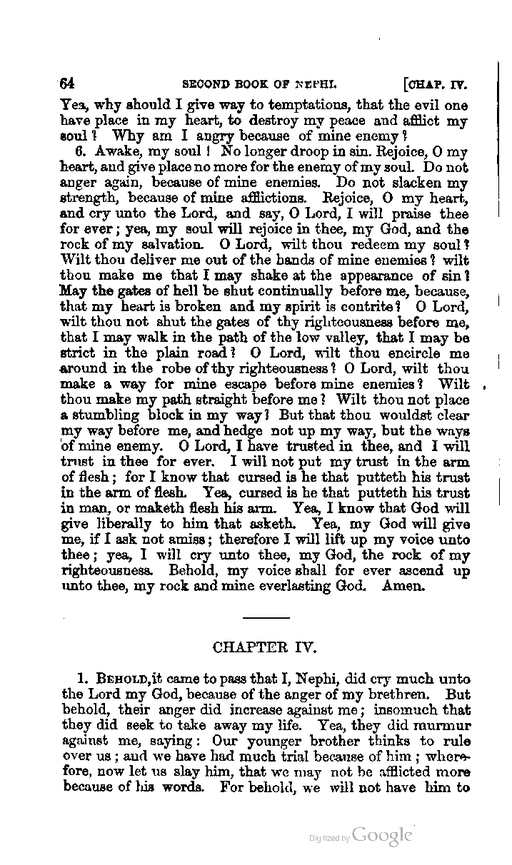 64 SECOND BOOK OF NEPHI. [CHAP. IV.
Yea, why should I give way to temptations, that the evil one
have place in my heart, to destroy my peace and afflict my
soul? Why am I angry because of mine enemy?
6. Awake, my soul! No longer droop in sin. Rejoice, O my
heart, and give place no more for the enemy of my soul. Do not
anger again, because of mine enemies. Do not slacken my
strength, because of mine afflictions. Rejoice, O my heart,
and cry unto the Lord, and say, O Lord, I will praise thee
for ever; yea, my soul will rejoice in thee, my God, and the
rock of my salvation. O Lord, wilt thou redeem my soul?
Wilt thou deliver me out of the hands of mine enemies? wilt
thou make me that I may shake at the appearance of sin?
May the gates of hell be shut continually before me, because,
that my heart is broken and my spirit is contrite? O Lord,
wilt thou not shut the gates of thy righteousness before me,
that I may walk in the path of the low valley, that I may be
strict in the plain road? O Lord, wilt thou encircle me
around in the robe of thy righteousness? O Lord, wilt thou
make a way for mine escape before mine enemies? Wilt
thou make my path straight before me? Wilt thou not place
a stumbling block in my way? But that thou wouldst clear
my way before me, and hedge not up my way, but the ways
of mine enemy. O Lord, I have trusted in thee, and I will
trust in thee for ever. I will not put my trust in the arm
of flesh; for I know that cursed is he that putteth his trust
in the arm of flesh. Yea, cursed is he that putteth his trust
in man, or maketh flesh his arm. Yea, I know that God will
give liberally to him that asketh. Yea, my God will give
me, if I ask not amiss; therefore I will lift up my voice unto
thee; yea, I will cry unto thee, my God, the rock of my
righteousness. Behold, my voice shall for ever ascend up
unto thee, my rock and mine everlasting God. Amen.
CHAPTER IV.
1. BEHOLD, it came to pass that I, Nephi, did cry much unto
the Lord my God, because of the anger of my brethren. But
behold, their anger did increase against me; insomuch that
they did seek to take away my life. Yea, they did murmur
against me, saying: Our younger brother thinks to rule
over us; and we have had much trial because of him; where-
fore, now let us slay him, that we may not be afflicted more
because of his words. For behold, we will not have him to
Digitized by Google